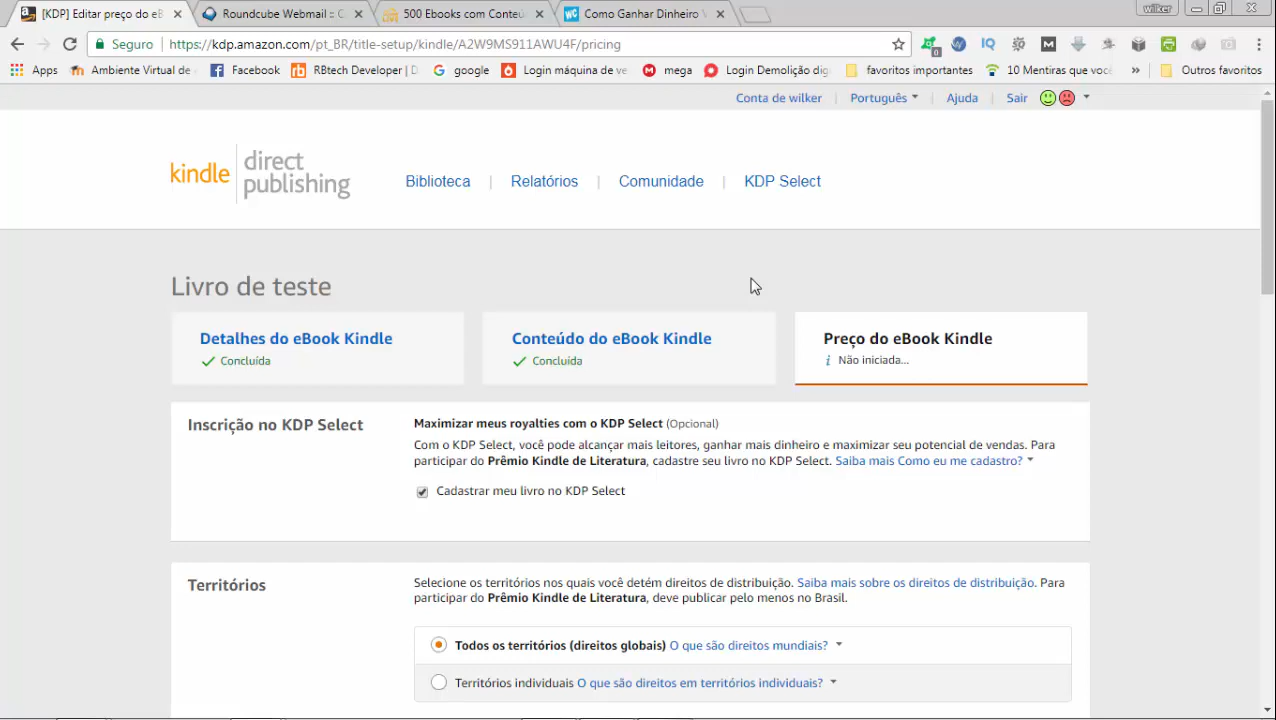 [KDP] Editar preço do eB
Roundcube Webmail :: C
500 Ebooks com Conteú
Como Ganhar Dinheiro V
wilker
Seguro
https://kdp.amazon.com/pt_BR/title-setup/kindle/A2W9MS911AWU4F/pricing
Apps
Ambiente Virtual de
Facebook
RBtech Developer | D
google
Login máquina de ve
mega
Login Demolição dig
favoritos importantes
10 Mentiras que você
»
Outros favoritos
Conta de wilker
Português
Ajuda
Sair
kindle direct publishing
Biblioteca
Relatórios
Comunidade
KDP Select
Livro de teste
Detalhes do eBook Kindle
Concluída
Conteúdo do eBook Kindle
Concluída
Preço do eBook Kindle
Não iniciada...
Inscrição no KDP Select
Maximizar meus royalties com o KDP Select (Opcional)
Com o KDP Select, você pode alcançar mais leitores, ganhar mais dinheiro e maximizar seu potencial de vendas. Para
participar do Prêmio Kindle de Literatura, cadastre seu livro no KDP Select. Saiba mais Como eu me cadastro?
Cadastrar meu livro no KDP Select
Territórios
Selecione os territórios nos quais você detém direitos de distribuição. Saiba mais sobre os direitos de distribuição. Para
participar do Prêmio Kindle de Literatura, deve publicar pelo menos no Brasil.
Todos os territórios (direitos globais) O que são direitos mundiais?
Territórios individuais O que são direitos em territórios individuais?